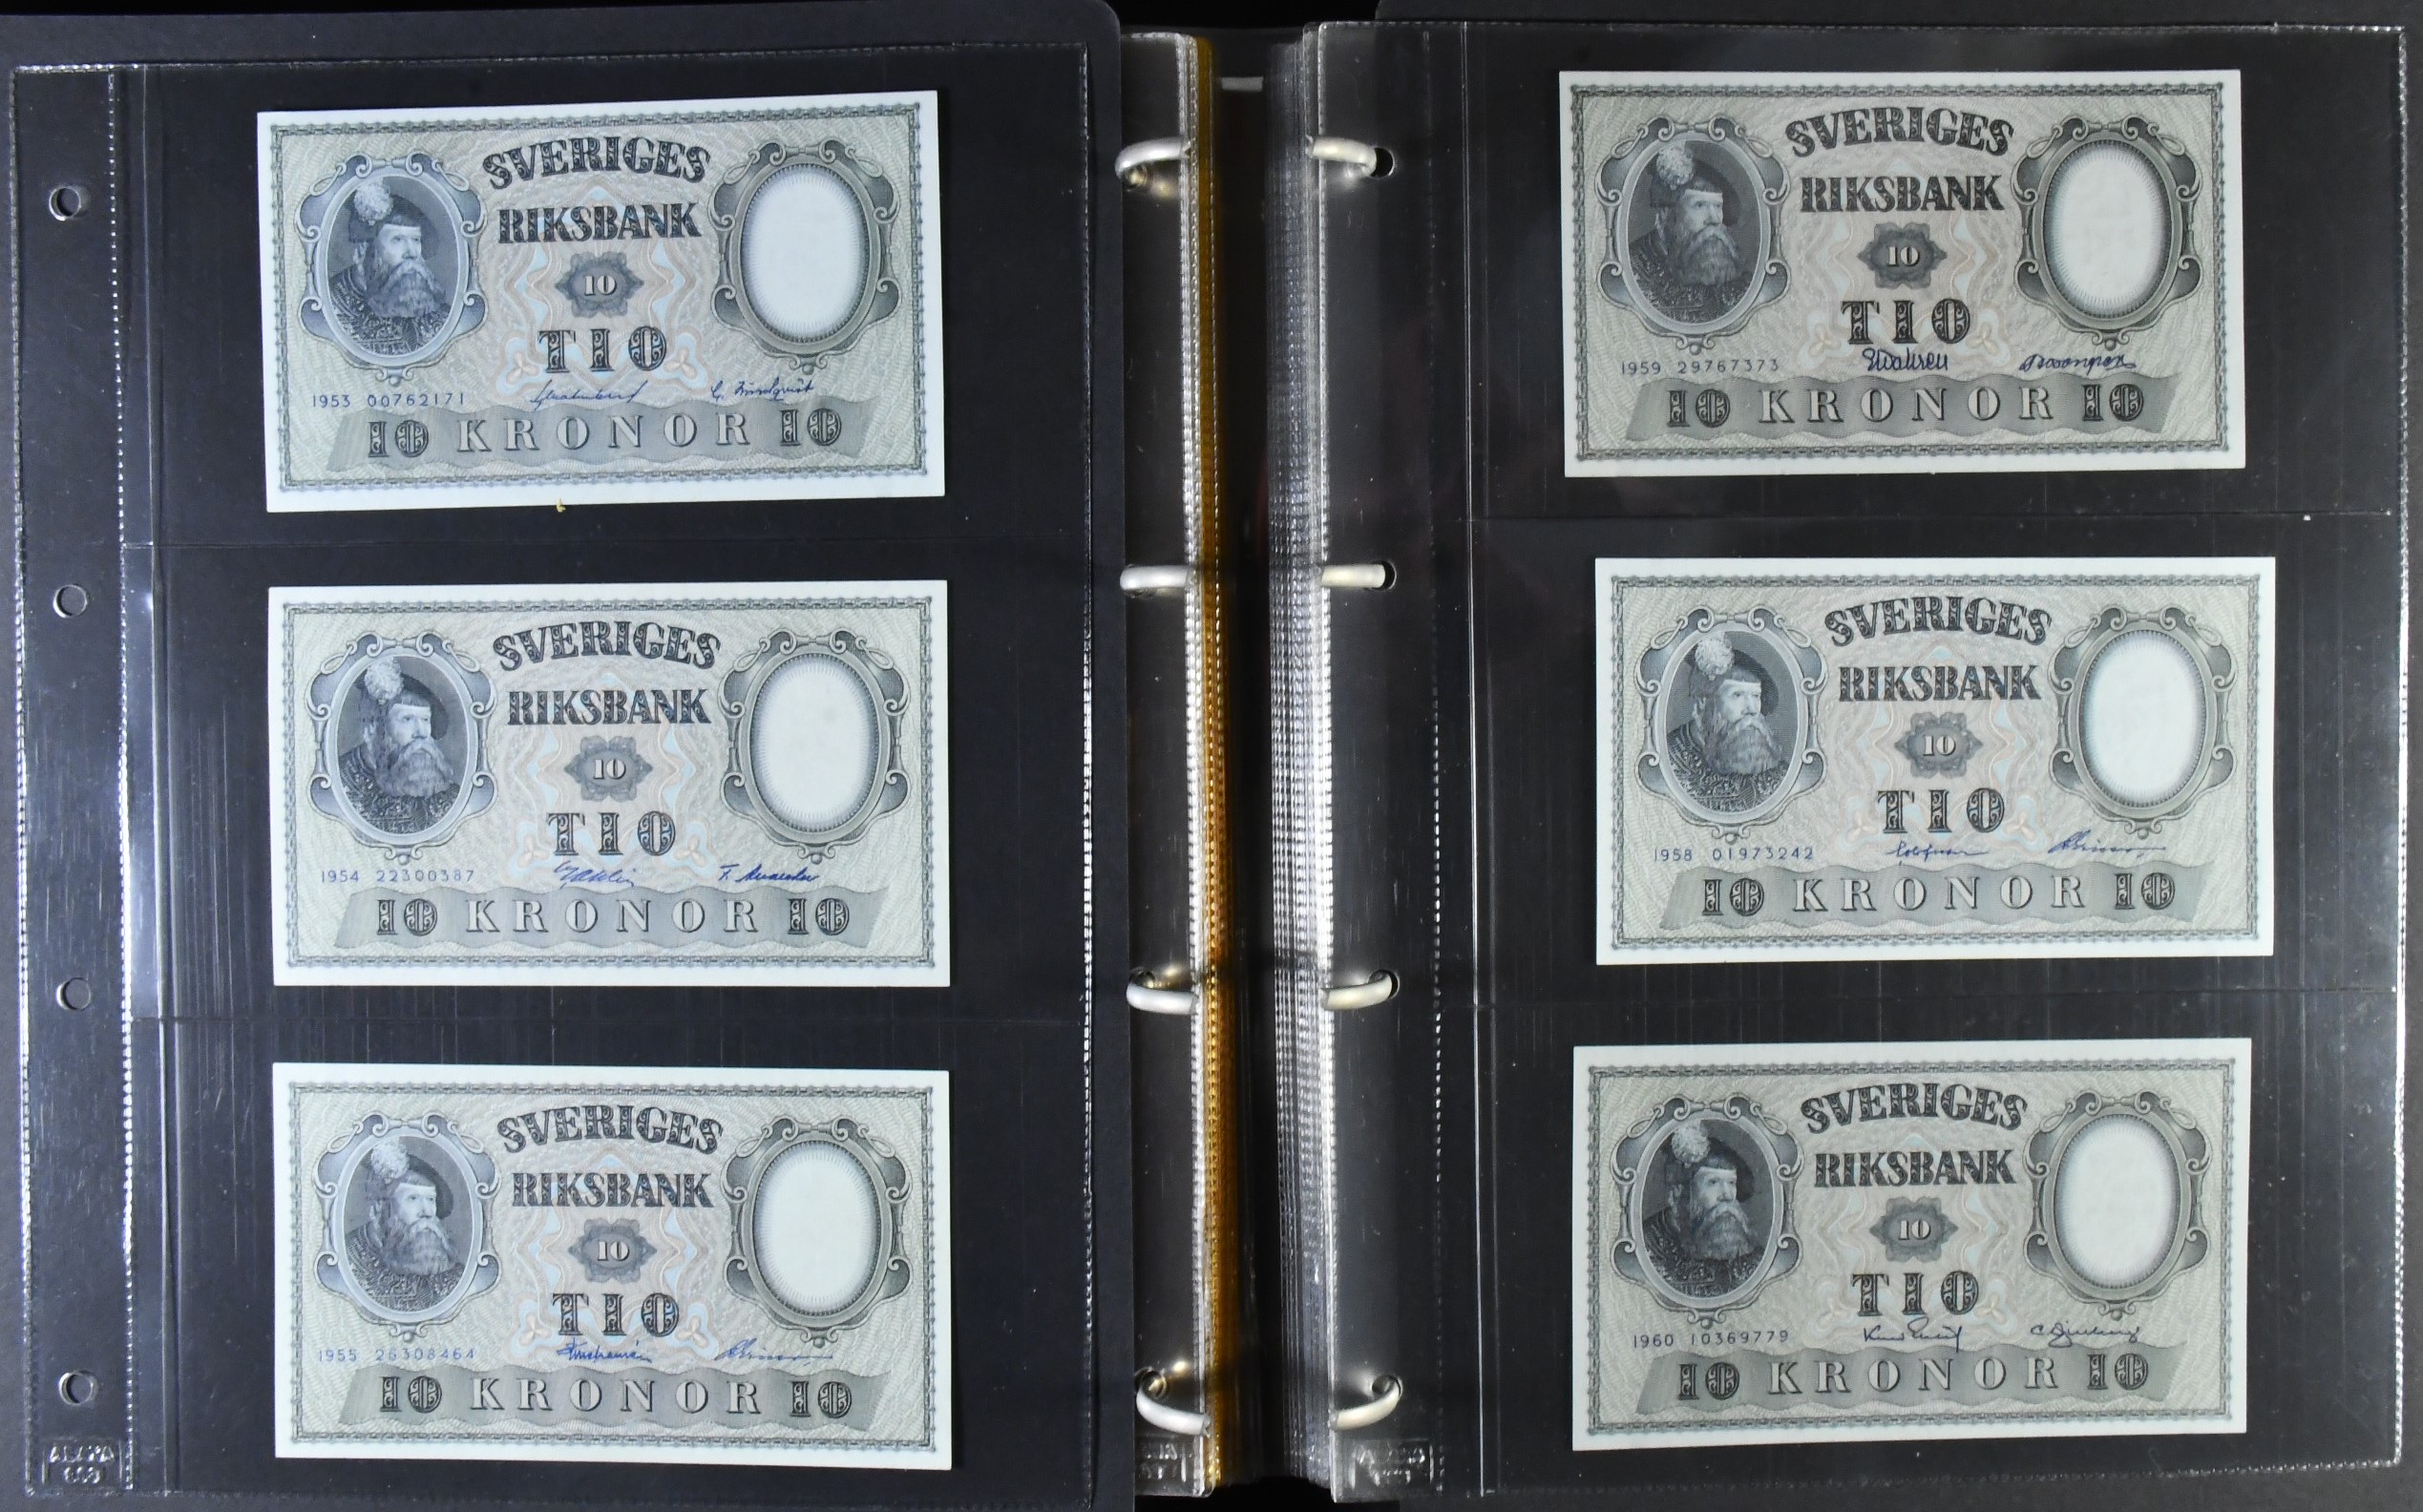 SVERIGES
RIKSBANK
10
TIO
1953 00762171
10 KRONOR 10
SVERIGES
RIKSBANK
10
TIO
1954 22300387
10 KRONOR 10
SVERIGES
RIKSBANK
10
TIO
1955 26308464
10 KRONOR 10
SVERIGES
RIKSBANK
10
TIO
1959 29767373
10 KRONOR 10
SVERIGES
RIKSBANK
10
TIO
1958 01973242
10 KRONOR 10
SVERIGES
RIKSBANK
10
TIO
1960 10369779
10 KRONOR 10